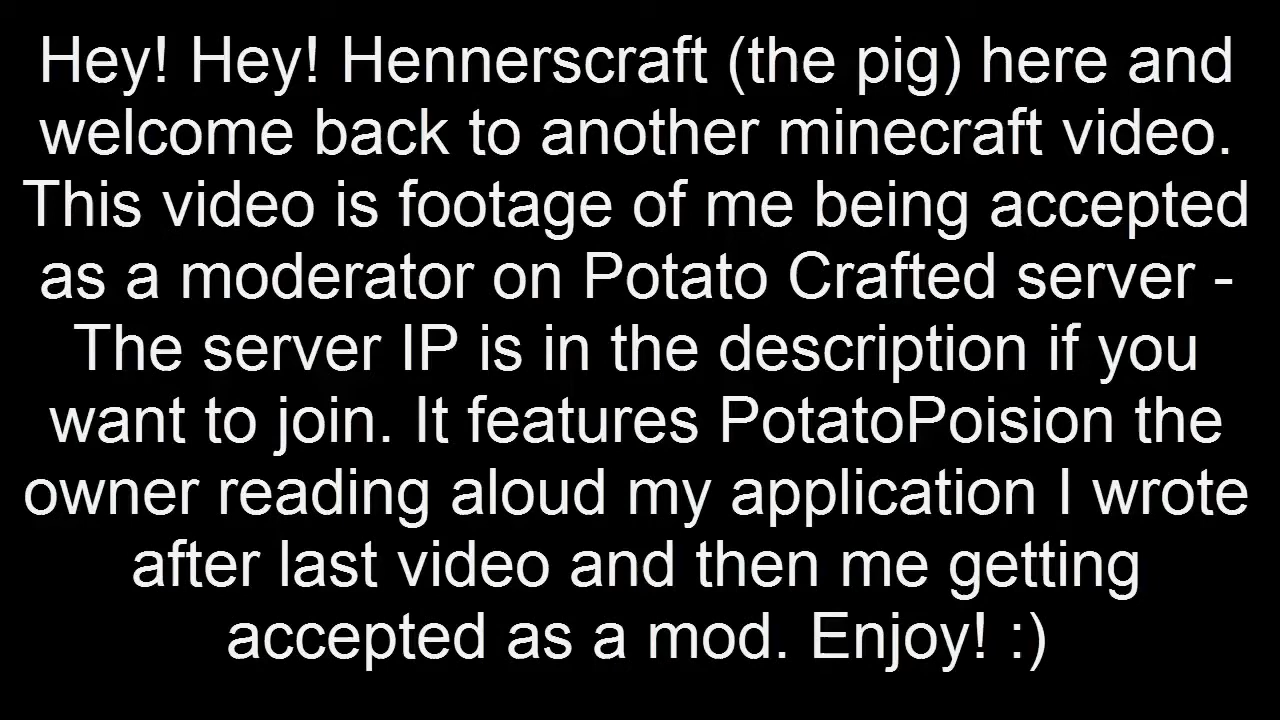 Hey! Hey! Hennerscraft (the pig) here and
welcome back to another minecraft video.
This video is footage of me being accepted
as a moderator on Potato Crafted server -
The server IP is in the description if you
want to join. It features PotatoPoision the
owner reading aloud my application I wrote
after last video and then me getting
accepted as a mod. Enjoy! :)